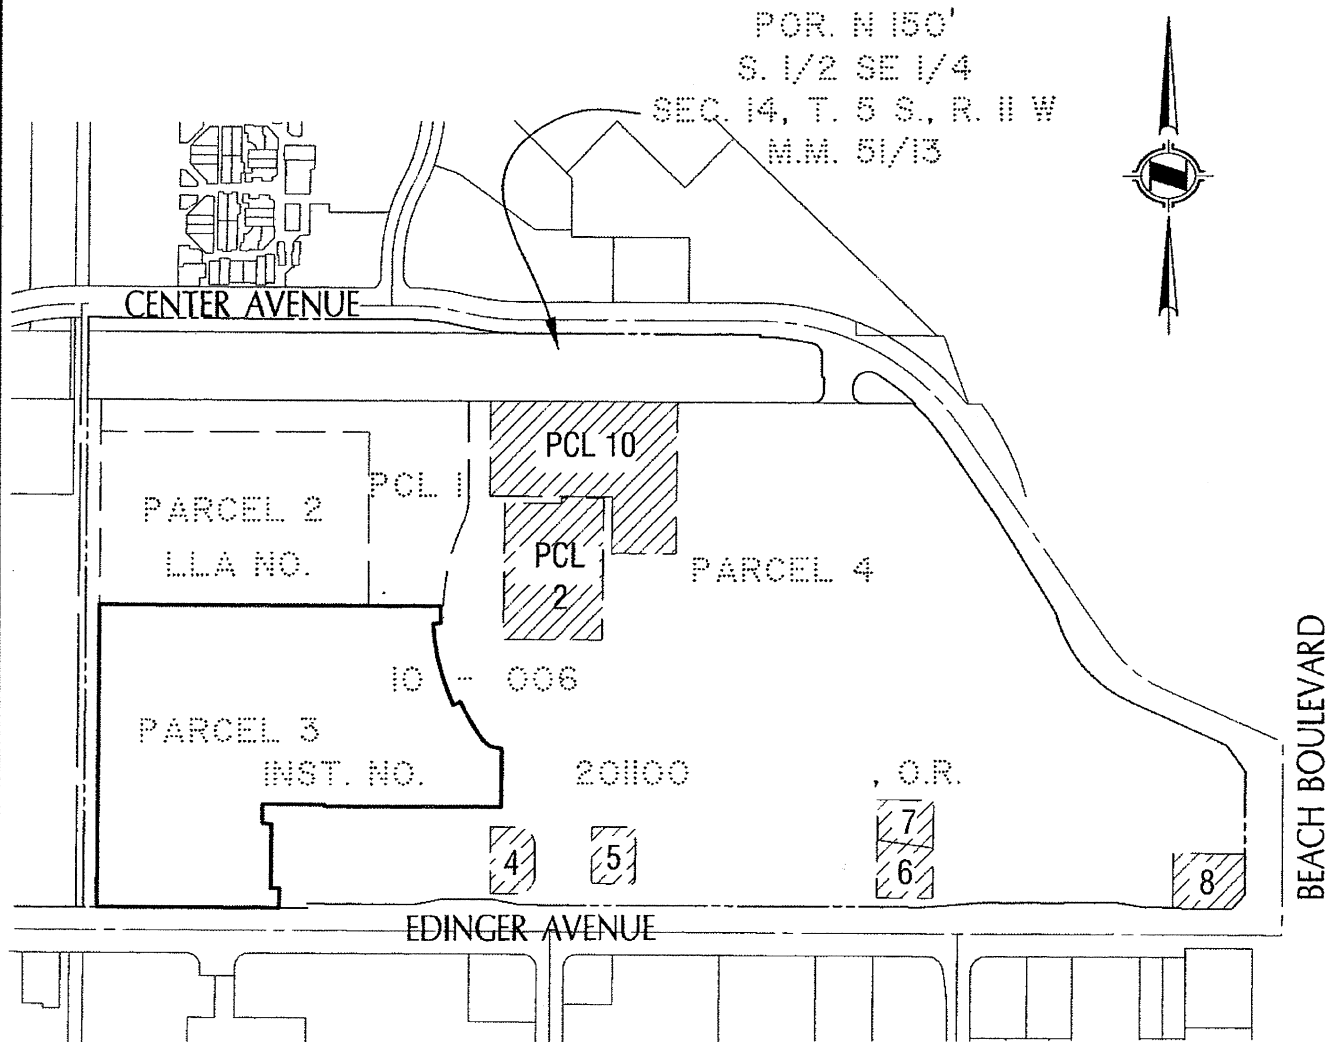 POR. N 150'
S. 1/2 SE 1/4
SEC. 14, T. 5 S., R. 11 W
M.M. 51/13
CENTER AVENUE
PCL 10
PCL 1
PARCEL 2
LLA NO.
PCL
2
PARCEL 4
10 - 006
PARCEL 3
INST. NO.
201100
, O.R.
7
6
4
5
8
EDINGER AVENUE
BEACH BOULEVARD